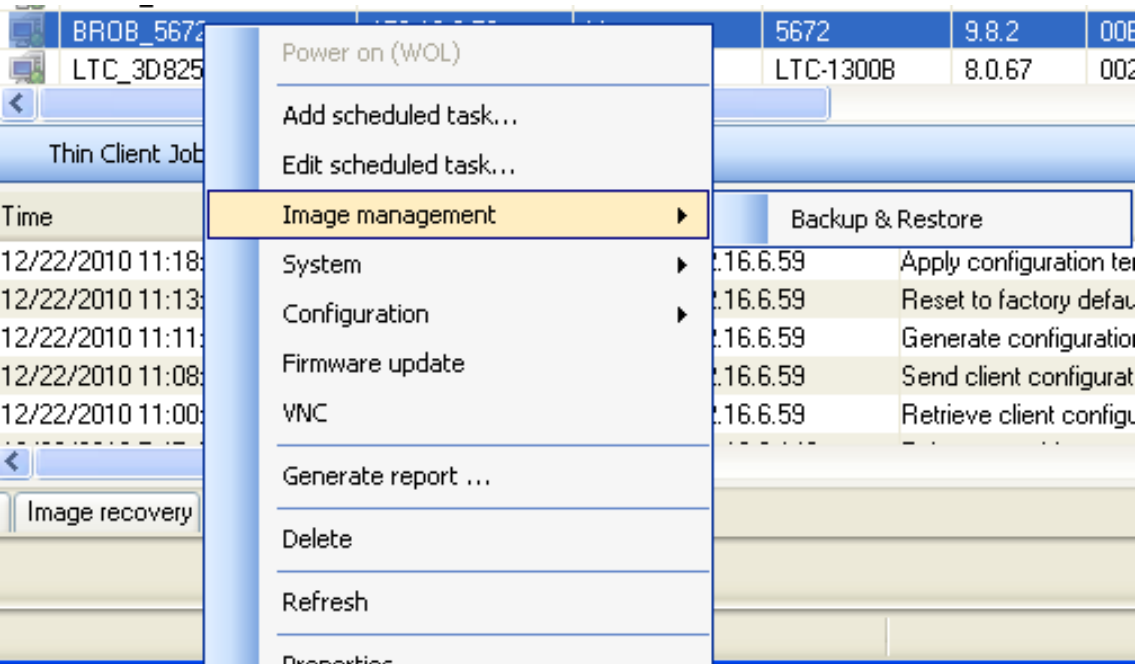 BROB_5672 5672 9.8.2
LTC_3D825 LTC-1300B 8.0.67 002
Power on (WOL)
Add scheduled task...
Edit scheduled task...
Image management
System
Configuration
Firmware update
VNC
Generate report ...
Delete
Refresh
Properties
Backup & Restore
Thin Client Job
Time
12/22/2010 11:18: .16.6.59 Apply configuration ter
12/22/2010 11:13: .16.6.59 Reset to factory defau
12/22/2010 11:11: .16.6.59 Generate configuration
12/22/2010 11:08: .16.6.59 Send client configurat
12/22/2010 11:00: .16.6.59 Retrieve client configu
Image recovery